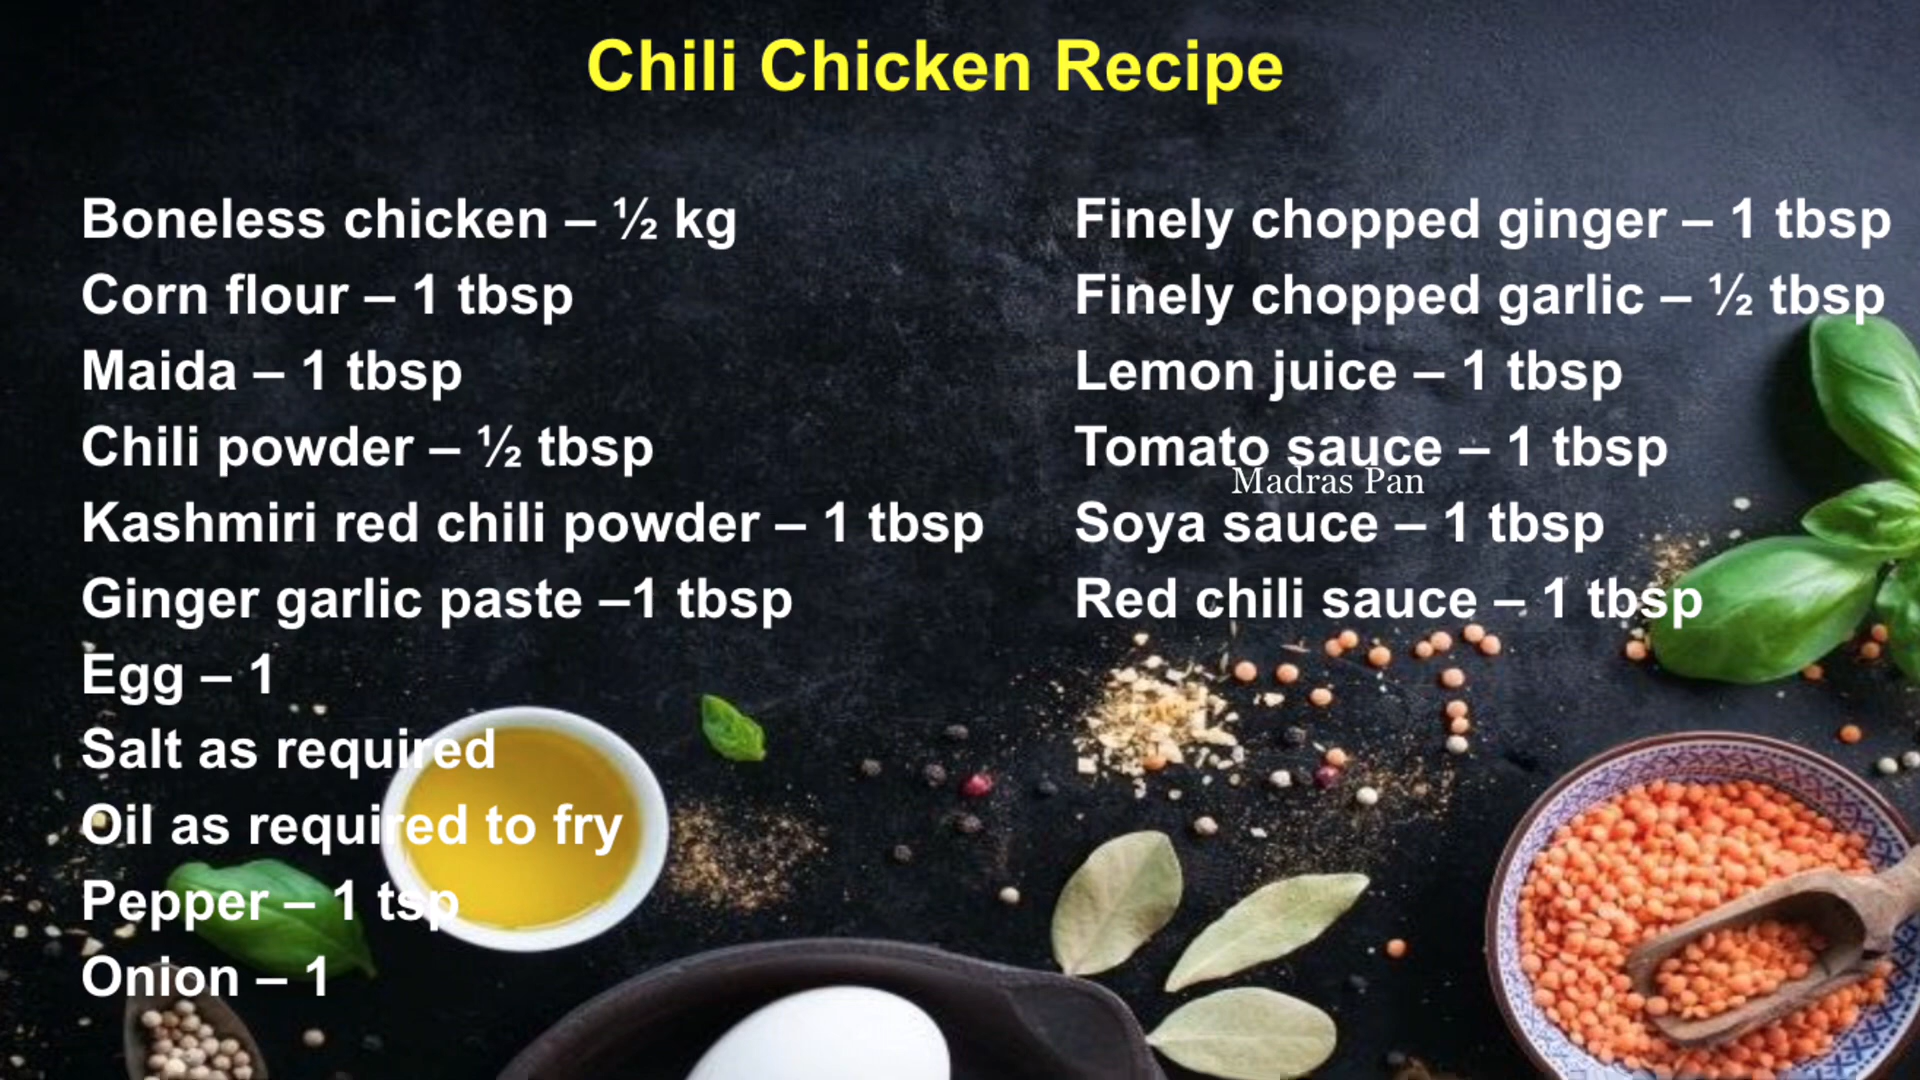 Chili Chicken Recipe
Boneless chicken – ½ kg
Corn flour – 1 tbsp
Maida – 1 tbsp
Chili powder – ½ tbsp
Kashmiri red chili powder – 1 tbsp
Ginger garlic paste –1 tbsp
Egg – 1
Salt as required
Oil as required to fry
Pepper – 1 tsp
Onion – 1
Finely chopped ginger – 1 tbsp
Finely chopped garlic – ½ tbsp
Lemon juice – 1 tbsp
Tomato sauce – 1 tbsp
Madras Pan
Soya sauce – 1 tbsp
Red chili sauce – 1 tbsp